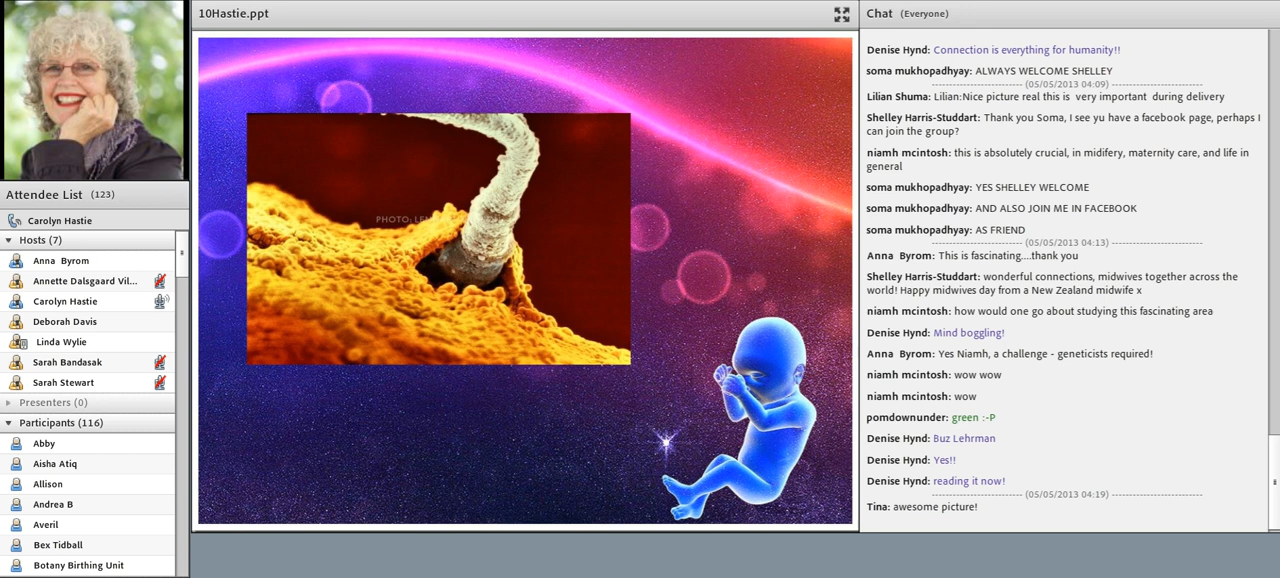 10Hastie.ppt
PHOTO: LE
Attendee List (123)
Carolyn Hastie
Hosts (7)
Anna Byrom
Annette Dalsgaard Vil...
Carolyn Hastie
Deborah Davis
Linda Wylie
Sarah Bandasak
Sarah Stewart
Presenters (0)
Participants (116)
Abby
Aisha Atiq
Allison
Andrea B
Averil
Bex Tidball
Botany Birthing Unit
Chat (Everyone)
Denise Hynd: Connection is everything for humanity!!
soma mukhopadhyay: ALWAYS WELCOME SHELLEY
(05/05/2013 04:09)
Lilian Shuma: Lilian:Nice picture real this is very important during delivery
Shelley Harris-Studdart: Thank you Soma, I see yu have a facebook page, perhaps I
can join the group?
niamh mcintosh: this is absolutely crucial, in midifery, maternity care, and life in
general
soma mukhopadhyay: YES SHELLEY WELCOME
soma mukhopadhyay: AND ALSO JOIN ME IN FACEBOOK
soma mukhopadhyay: AS FRIEND
(05/05/2013 04:13)
Anna Byrom: This is fascinating....thank you
Shelley Harris-Studdart: wonderful connections, midwives together across the
world! Happy midwives day from a New Zealand midwife x
niamh mcintosh: how would one go about studying this fascinating area
Denise Hynd: Mind boggling!
Anna Byrom: Yes Niamh, a challenge - geneticists required!
niamh mcintosh: wow wow
niamh mcintosh: wow
pomdownunder: green :-P
Denise Hynd: Buz Lehrman
Denise Hynd: Yes!!
Denise Hynd: reading it now!
(05/05/2013 04:19)
Tina: awesome picture!